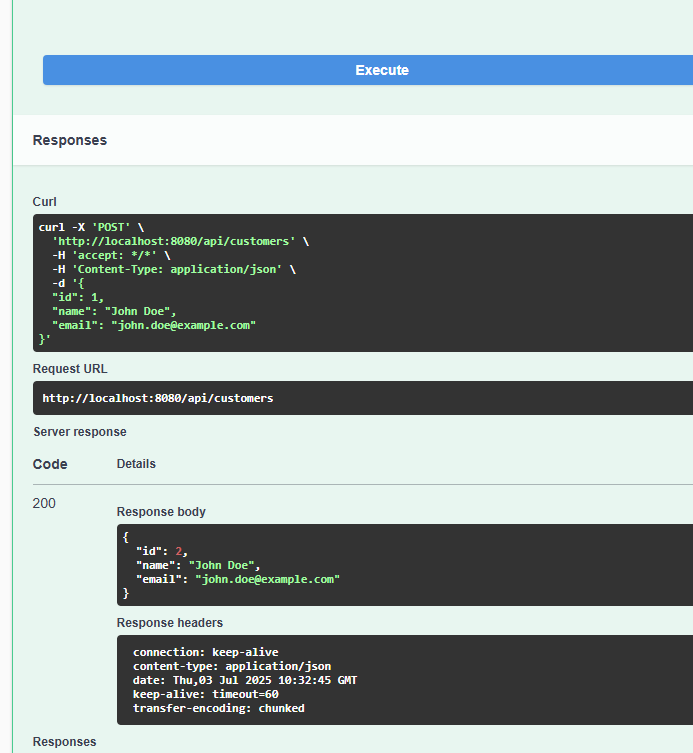 Execute
Responses
Curl
curl -X 'POST' \
  'http://localhost:8080/api/customers' \
  -H 'accept: */*' \
  -H 'Content-Type: application/json' \
  -d '{
  "id": 1,
  "name": "John Doe",
  "email": "john.doe@example.com"
}'
Request URL
http://localhost:8080/api/customers
Server response
Code Details
200
Response body
{
  "id": 2,
  "name": "John Doe",
  "email": "john.doe@example.com"
}
Response headers
connection: keep-alive
content-type: application/json
date: Thu,03 Jul 2025 10:32:45 GMT
keep-alive: timeout=60
transfer-encoding: chunked
Responses